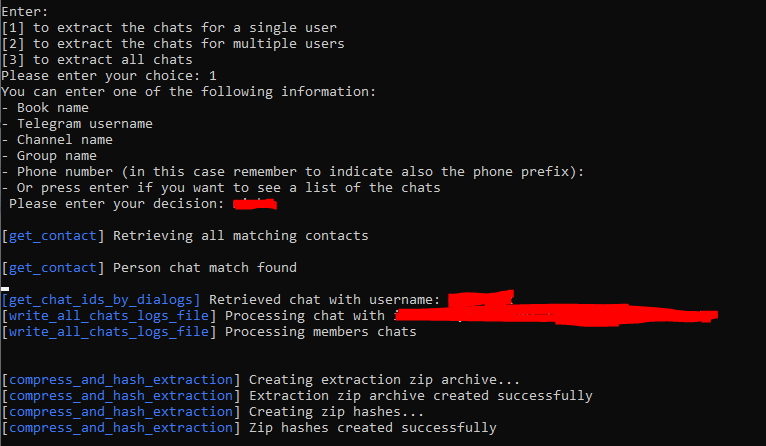 Enter:
[1] to extract the chats for a single user
[2] to extract the chats for multiple users
[3] to extract all chats
Please enter your choice: 1
You can enter one of the following information:
- Book name
- Telegram username
- Channel name
- Group name
- Phone number (in this case remember to indicate also the phone prefix):
- Or press enter if you want to see a list of the chats
Please enter your decision:
[get_contact] Retrieving all matching contacts
[get_contact] Person chat match found
[get_chat_ids_by_dialogs] Retrieved chat with username:
[write_all_chats_logs_file] Processing chat with
[write_all_chats_logs_file] Processing members chats
[compress_and_hash_extraction] Creating extraction zip archive...
[compress_and_hash_extraction] Extraction zip archive created successfully
[compress_and_hash_extraction] Creating zip hashes...
[compress_and_hash_extraction] Zip hashes created successfully